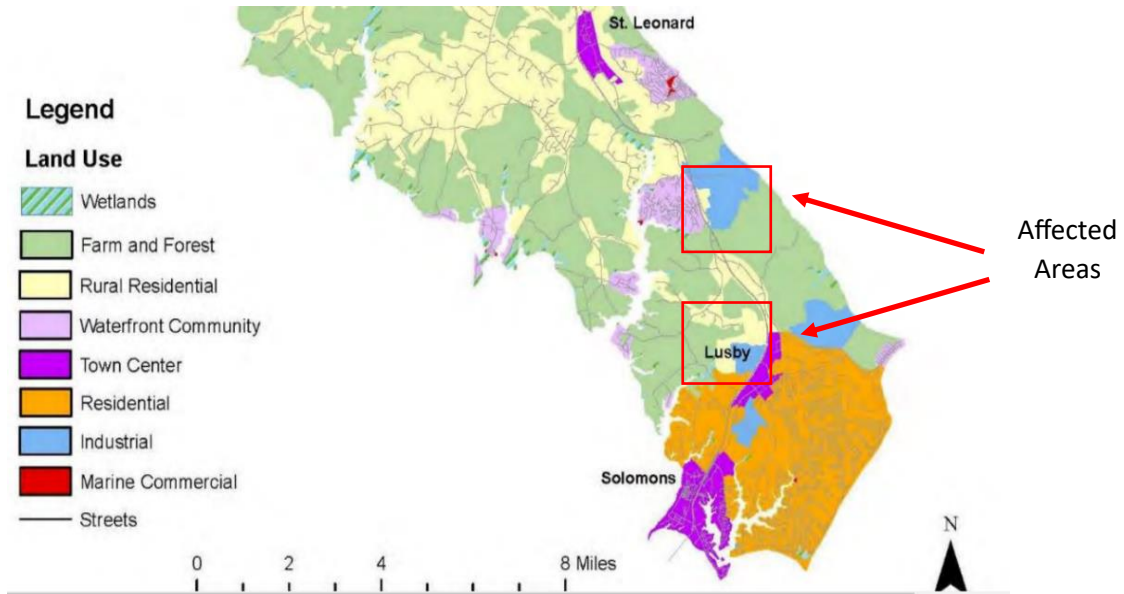 St. Leonard
Legend
Land Use
Wetlands
Farm and Forest
Rural Residential
Waterfront Community
Town Center
Residential
Industrial
Marine Commercial
Streets
Affected
Areas
Lusby
Solomons
N
0 2 4 8 Miles